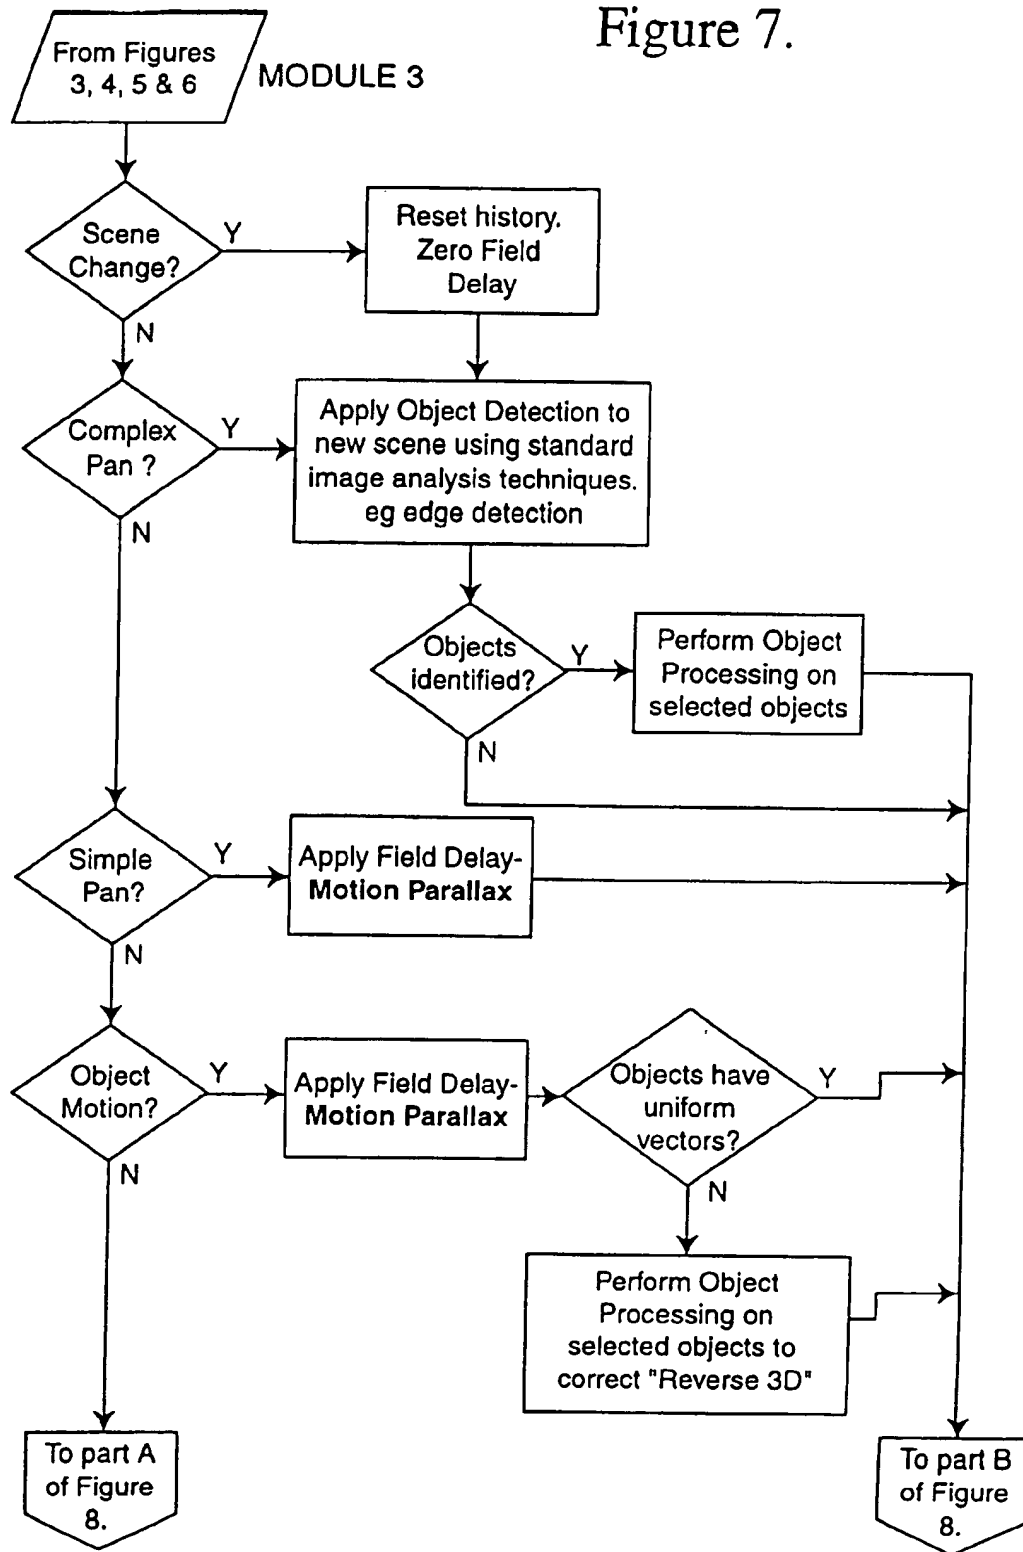 Figure 7.
From Figures
3, 4, 5 & 6
MODULE 3
Scene
Change?
Y
N
Reset history.
Zero Field
Delay
Complex
Pan ?
Y
N
Apply Object Detection to
new scene using standard
image analysis techniques.
eg edge detection
Objects
identified?
Y
N
Perform Object
Processing on
selected objects
Simple
Pan?
Y
N
Apply Field Delay-
Motion Parallax
Object
Motion?
Y
N
Apply Field Delay-
Motion Parallax
Objects have
uniform
vectors?
Y
N
Perform Object
Processing on
selected objects to
correct "Reverse 3D"
To part A
of Figure
8.
To part B
of Figure
8.